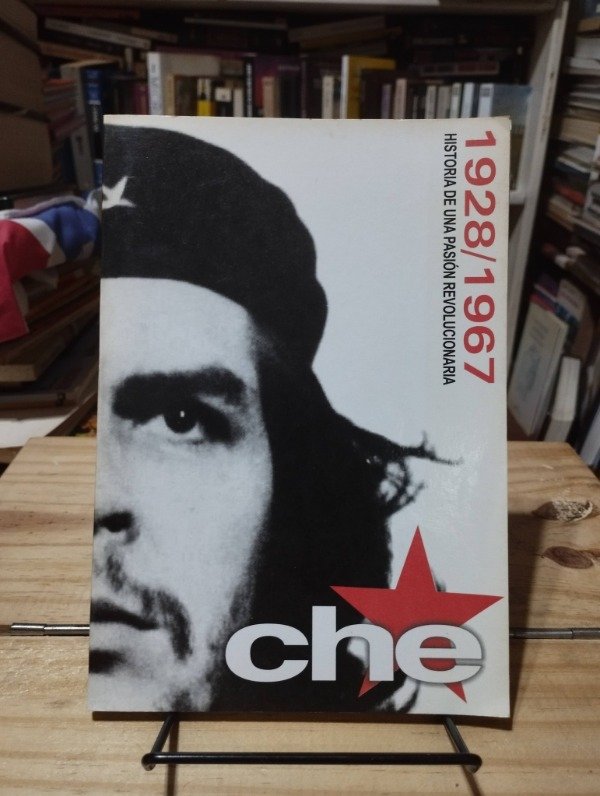 1928/1967
HISTORIA DE UNA PASIÓN REVOLUCIONARIA
che